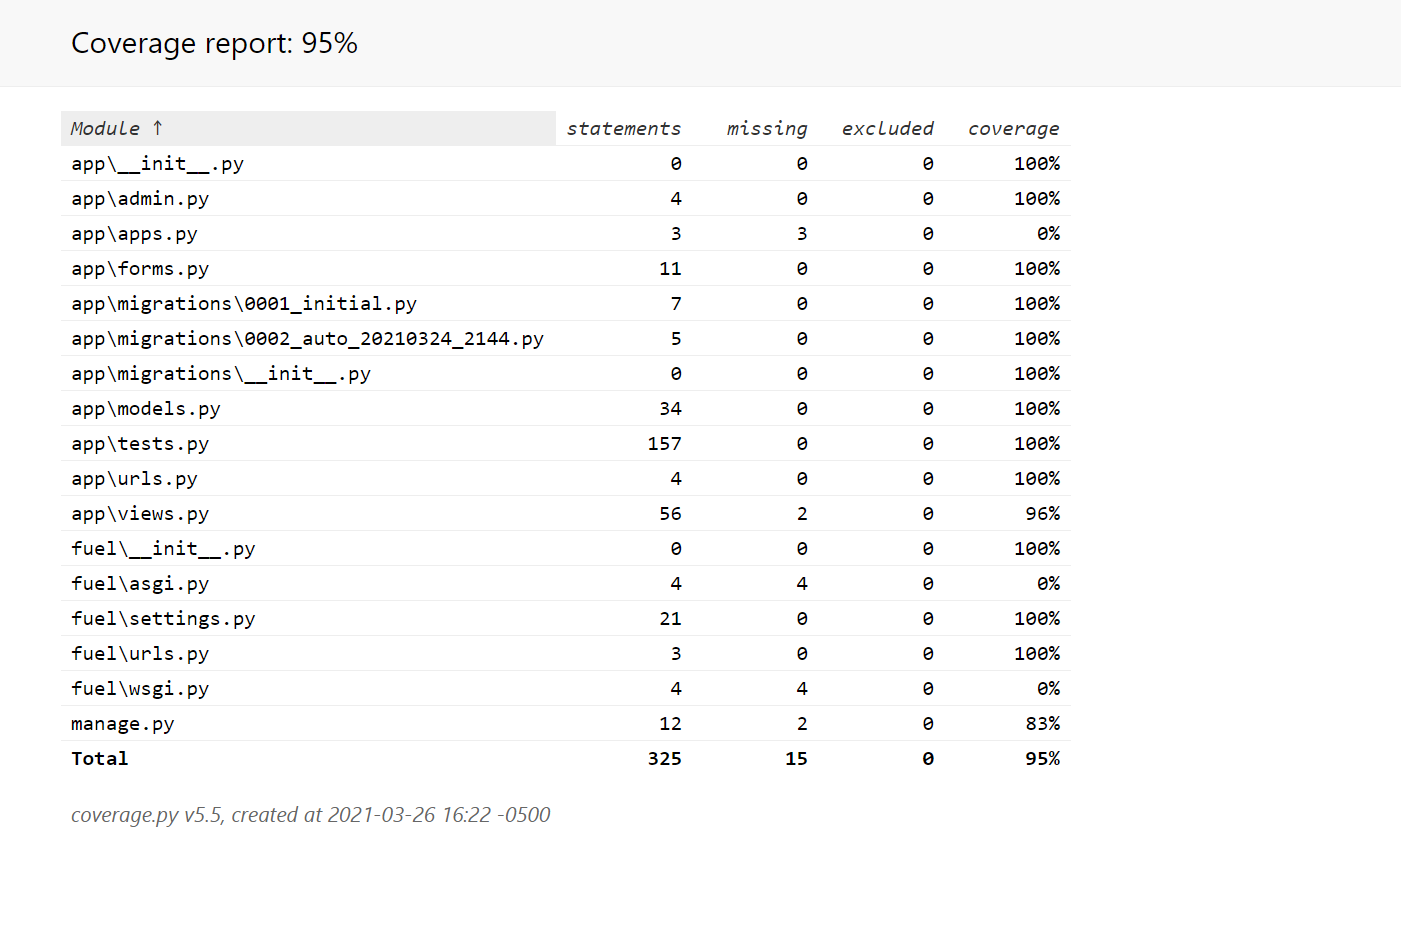 Coverage report: 95%
Module ↑ statements missing excluded coverage
app\__init__.py 0 0 0 100%
app\admin.py 4 0 0 100%
app\apps.py 3 3 0 0%
app\forms.py 11 0 0 100%
app\migrations\0001_initial.py 7 0 0 100%
app\migrations\0002_auto_20210324_2144.py 5 0 0 100%
app\migrations\__init__.py 0 0 0 100%
app\models.py 34 0 0 100%
app\tests.py 157 0 0 100%
app\urls.py 4 0 0 100%
app\views.py 56 2 0 96%
fuel\__init__.py 0 0 0 100%
fuel\asgi.py 4 4 0 0%
fuel\settings.py 21 0 0 100%
fuel\urls.py 3 0 0 100%
fuel\wsgi.py 4 4 0 0%
manage.py 12 2 0 83%
Total 325 15 0 95%
coverage.py v5.5, created at 2021-03-26 16:22 -0500